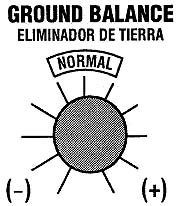 GROUND BALANCE
ELIMINADOR DE TIERRA
NORMAL
(−) (+)